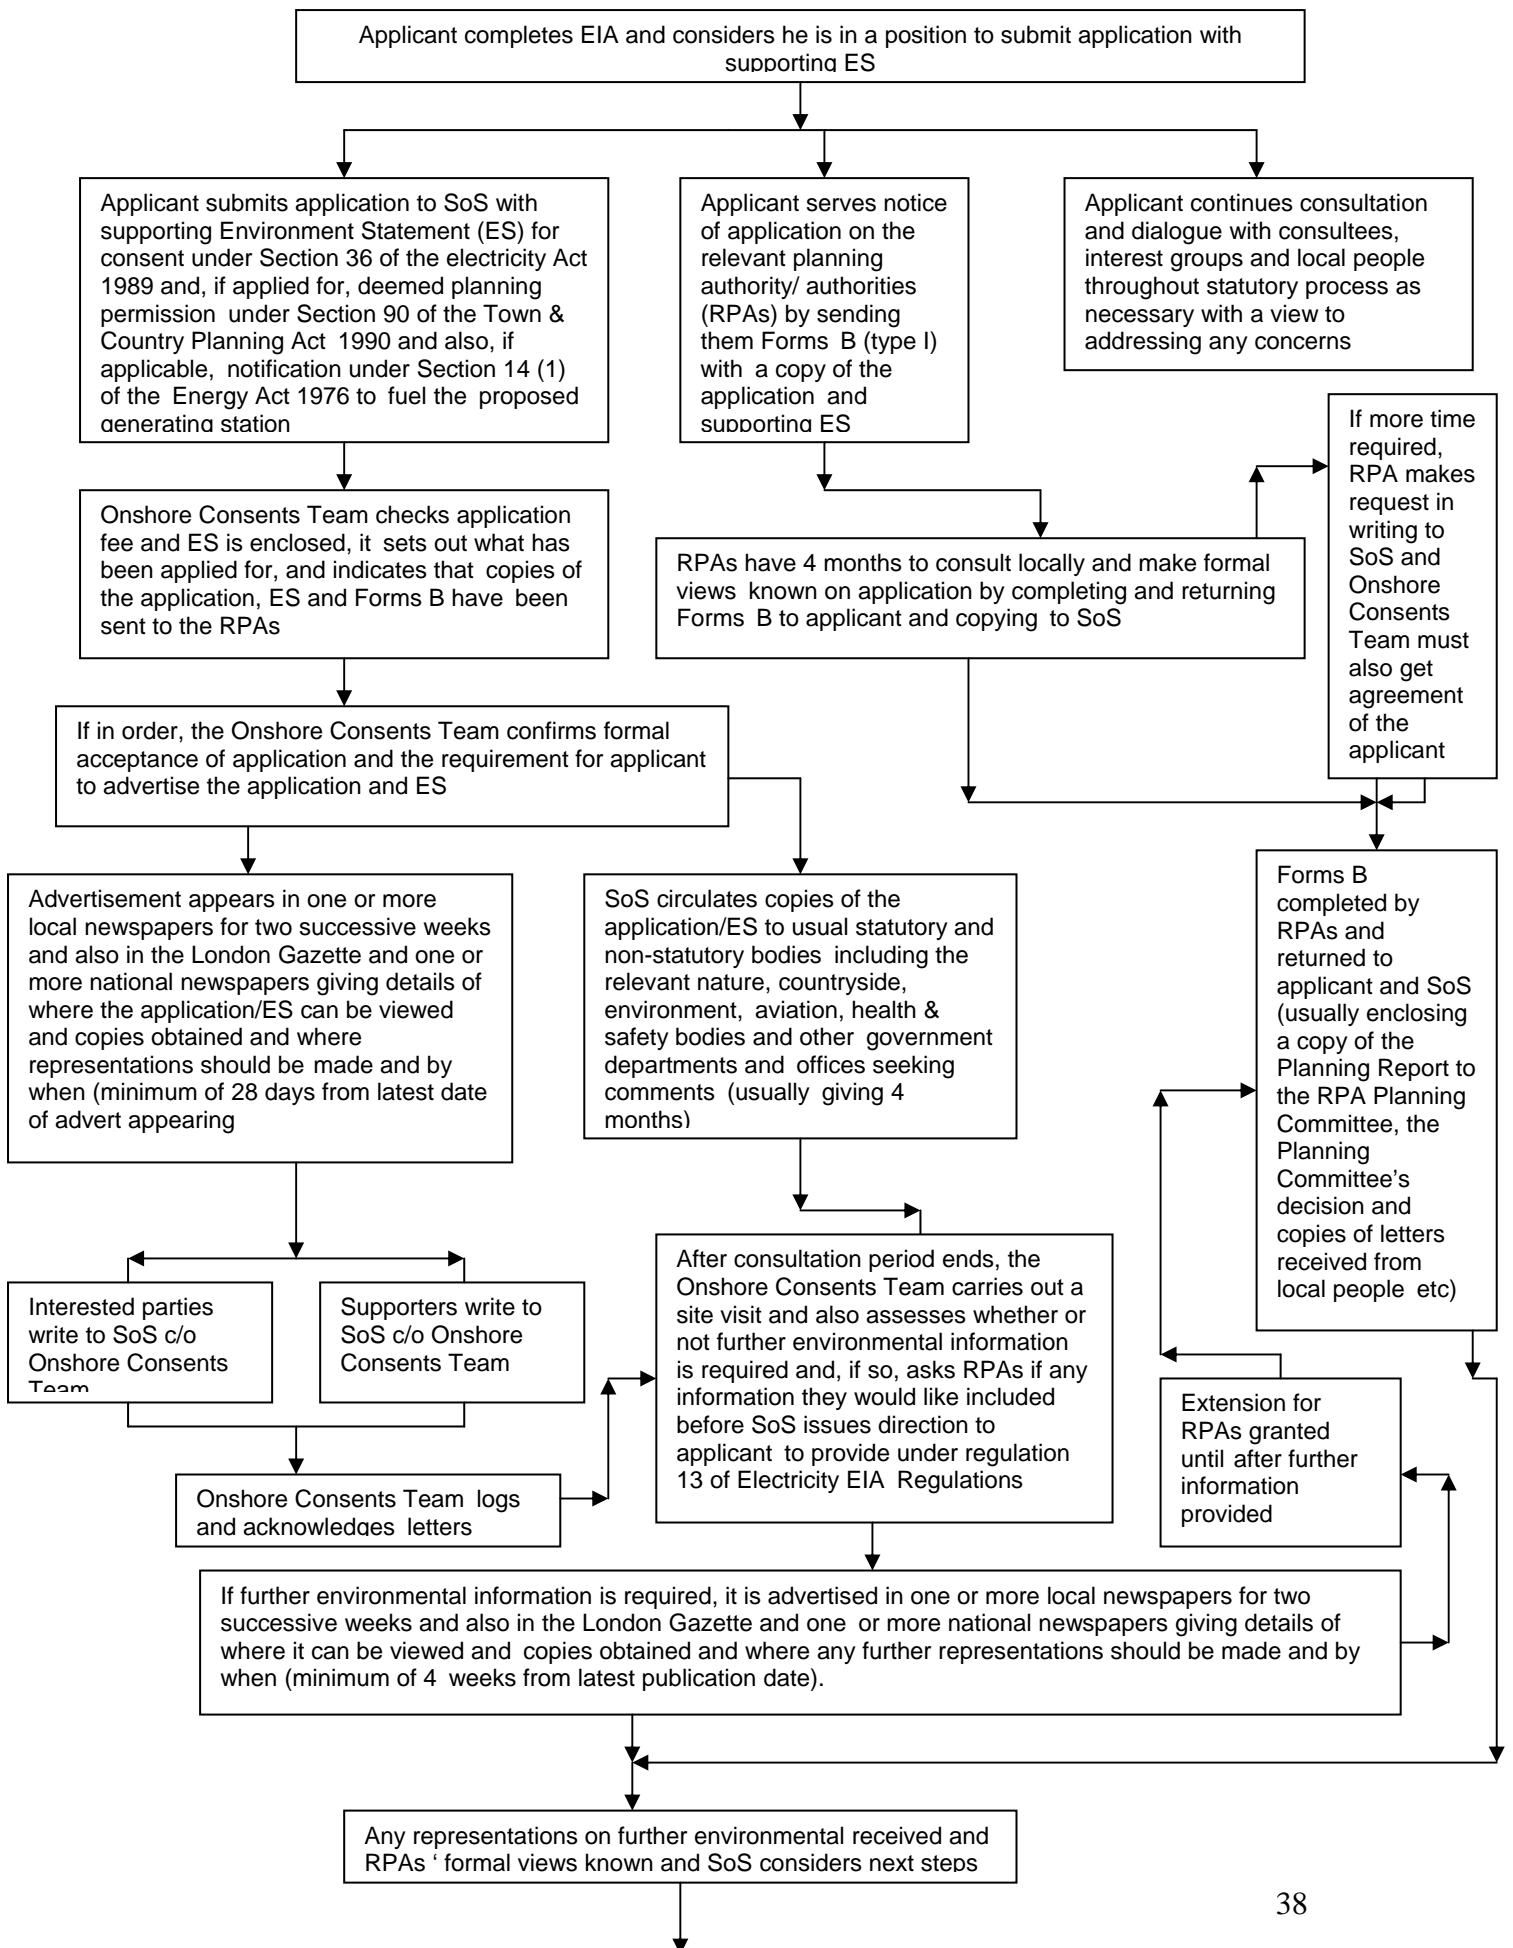 Applicant completes EIA and considers he is in a position to submit application with
supporting ES
Applicant submits application to SoS with
supporting Environment Statement (ES) for
consent under Section 36 of the electricity Act
1989 and, if applied for, deemed planning
permission under Section 90 of the Town &
Country Planning Act 1990 and also, if
applicable, notification under Section 14 (1)
of the Energy Act 1976 to fuel the proposed
generating station
Applicant serves notice
of application on the
relevant planning
authority/ authorities
(RPAs) by sending
them Forms B (type I)
with a copy of the
application and
supporting ES
Applicant continues consultation
and dialogue with consultees,
interest groups and local people
throughout statutory process as
necessary with a view to
addressing any concerns
If more time
required,
RPA makes
request in
writing to
SoS and
Onshore
Consents
Team must
also get
agreement
of the
applicant
Onshore Consents Team checks application
fee and ES is enclosed, it sets out what has
been applied for, and indicates that copies of
the application, ES and Forms B have been
sent to the RPAs
RPAs have 4 months to consult locally and make formal
views known on application by completing and returning
Forms B to applicant and copying to SoS
If in order, the Onshore Consents Team confirms formal
acceptance of application and the requirement for applicant
to advertise the application and ES
Advertisement appears in one or more
local newspapers for two successive weeks
and also in the London Gazette and one or
more national newspapers giving details of
where the application/ES can be viewed
and copies obtained and where
representations should be made and by
when (minimum of 28 days from latest date
of advert appearing
SoS circulates copies of the
application/ES to usual statutory and
non-statutory bodies including the
relevant nature, countryside,
environment, aviation, health &
safety bodies and other government
departments and offices seeking
comments (usually giving 4
months)
Forms B
completed by
RPAs and
returned to
applicant and SoS
(usually enclosing
a copy of the
Planning Report to
the RPA Planning
Committee, the
Planning
Committee’s
decision and
copies of letters
received from
local people etc)
Interested parties
write to SoS c/o
Onshore Consents
Team
Supporters write to
SoS c/o Onshore
Consents Team
After consultation period ends, the
Onshore Consents Team carries out a
site visit and also assesses whether or
not further environmental information
is required and, if so, asks RPAs if any
information they would like included
before SoS issues direction to
applicant to provide under regulation
13 of Electricity EIA Regulations
Extension for
RPAs granted
until after further
information
provided
Onshore Consents Team logs
and acknowledges letters
If further environmental information is required, it is advertised in one or more local newspapers for two
successive weeks and also in the London Gazette and one or more national newspapers giving details of
where it can be viewed and copies obtained and where any further representations should be made and by
when (minimum of 4 weeks from latest publication date).
Any representations on further environmental received and
RPAs ‘ formal views known and SoS considers next steps
38